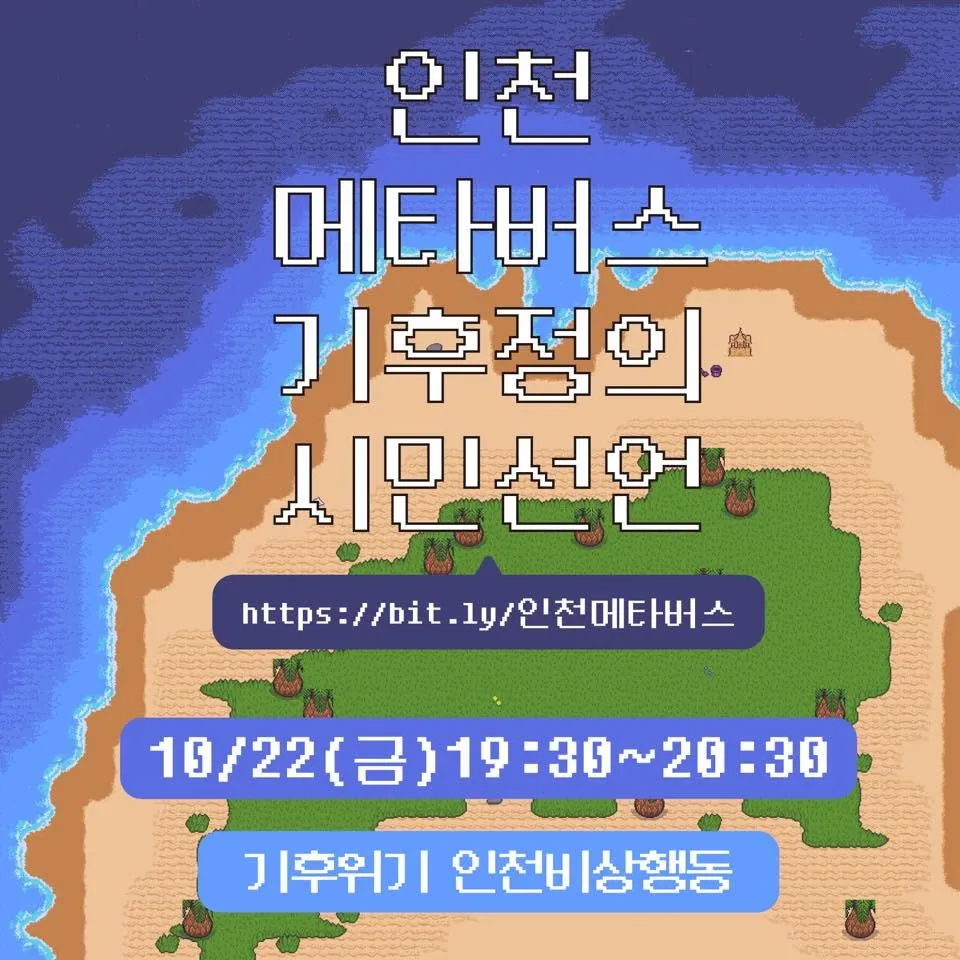 인천
메타버스
기후정의
시민선언
https://bit.ly/인천메타버스
10/22(금)19:30~20:30
기후위기 인천비상행동